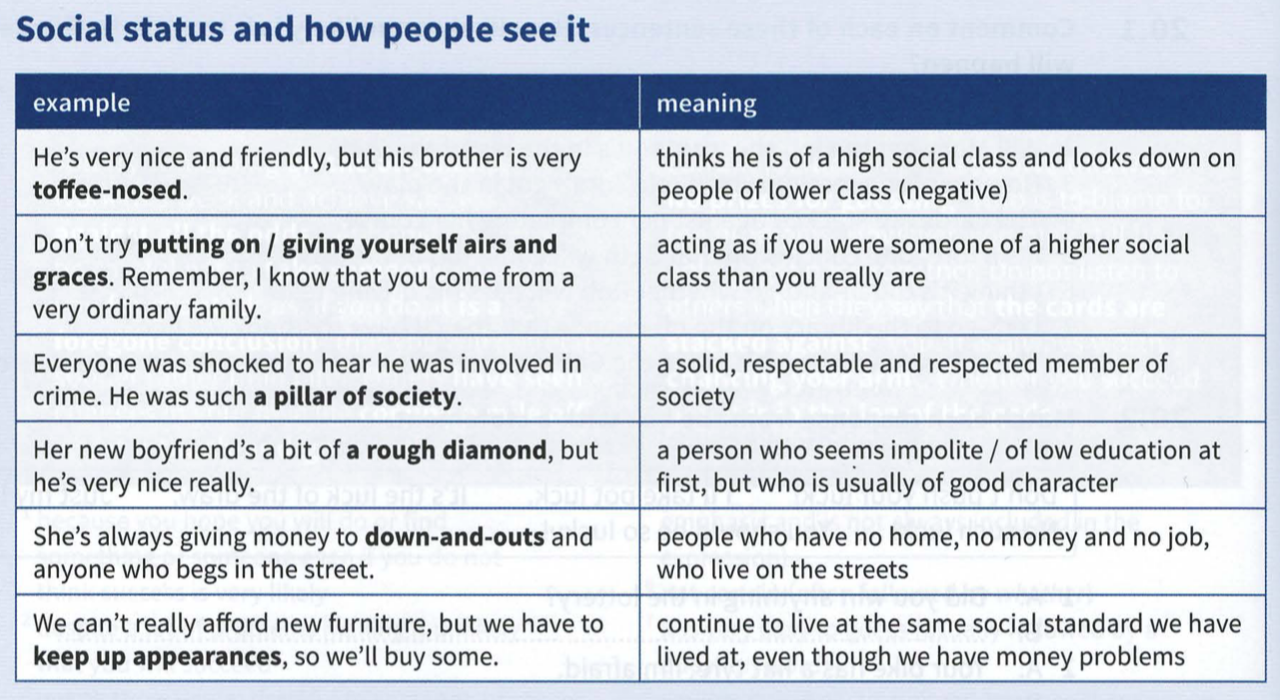 Social status and how people see it
example
meaning
He's very nice and friendly, but his brother is very
toffee-nosed.
thinks he is of a high social class and looks down on
people of lower class (negative)
Don't try putting on / giving yourself airs and
graces. Remember, I know that you come from a
very ordinary family.
acting as if you were someone of a higher social
class than you really are
Everyone was shocked to hear he was involved in
crime. He was such a pillar of society.
a solid, respectable and respected member of
society
Her new boyfriend's a bit of a rough diamond, but
he's very nice really.
a person who seems impolite / of low education at
first, but who is usually of good character
She's always giving money to down-and-outs and
anyone who begs in the street.
people who have no home, no money and no job,
who live on the streets
We can't really afford new furniture, but we have to
keep up appearances, so we'll buy some.
continue to live at the same social standard we have
lived at, even though we have money problems